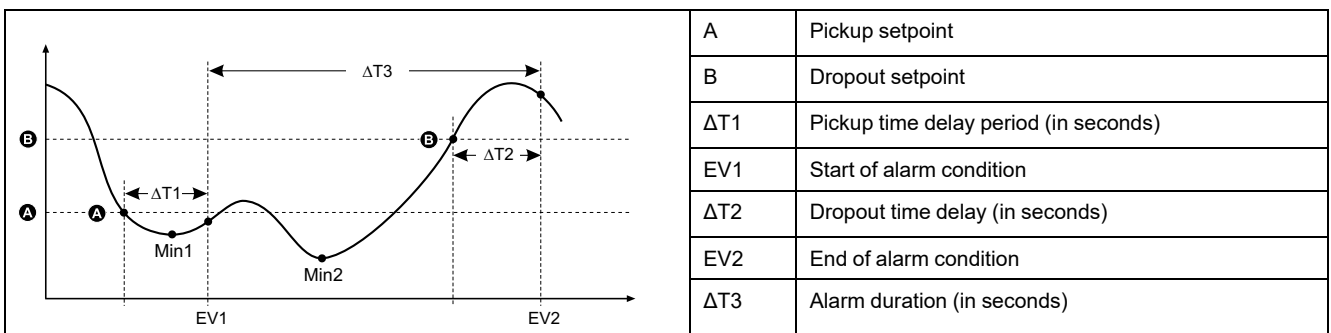 ΔT3
B
B
ΔT2
ΔT1
A
A
Min1
Min2
EV1
EV2
A Pickup setpoint
B Dropout setpoint
ΔT1 Pickup time delay period (in seconds)
EV1 Start of alarm condition
ΔT2 Dropout time delay (in seconds)
EV2 End of alarm condition
ΔT3 Alarm duration (in seconds)